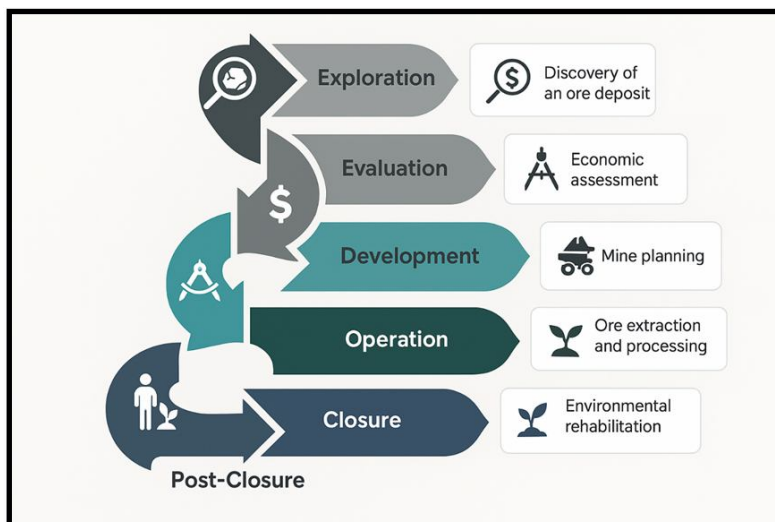 Exploration
$
Discovery of
an ore deposit
Evaluation
$
Economic
assessment
Development
Mine planning
Operation
Ore extraction
and processing
Closure
Environmental
rehabilitation
Post-Closure